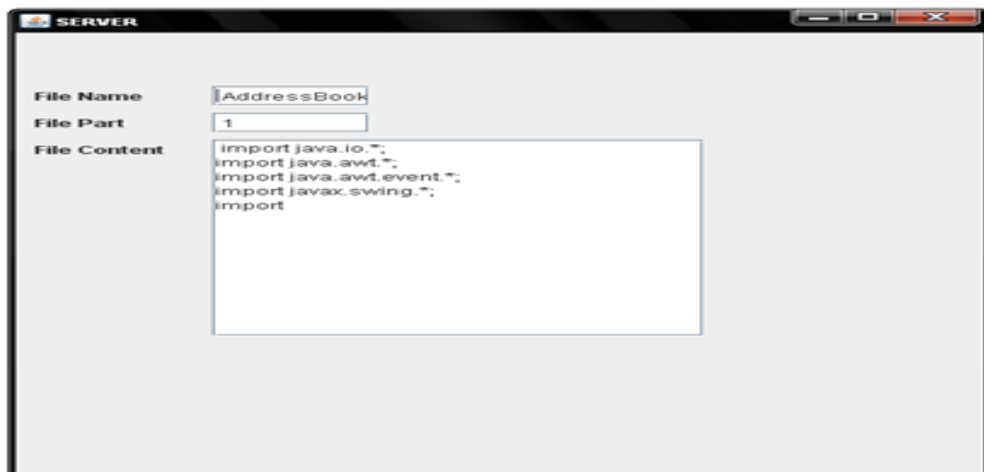 SERVER
File Name AddressBook
File Part 1
File Content import java.io.*;
import java.awt.*;
import java.awt.event.*;
import javax.swing.*;
import